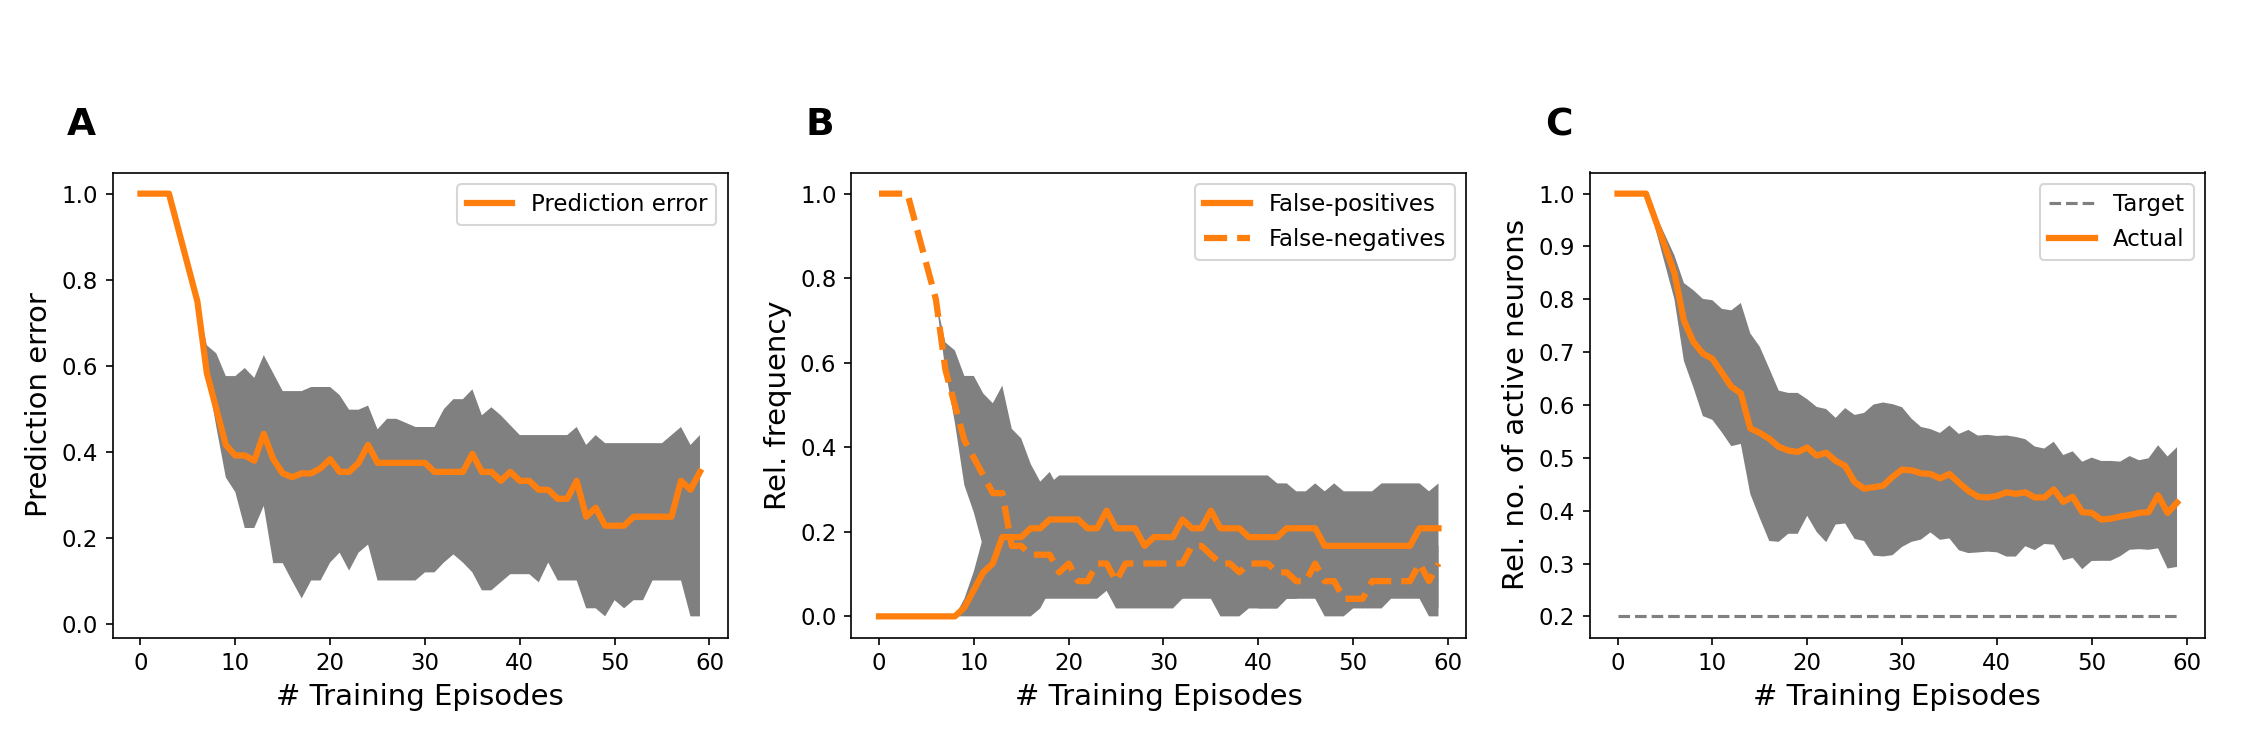 A
Prediction error
1.0
0.8
0.6
0.4
0.2
0.0
0 10 20 30 40 50 60
# Training Episodes
Prediction error
B
False-positives
False-negatives
1.0
0.8
0.6
0.4
0.2
0.0
0 10 20 30 40 50 60
# Training Episodes
Rel. frequency
C
Target
Actual
1.0
0.9
0.8
0.7
0.6
0.5
0.4
0.3
0.2
0 10 20 30 40 50 60
# Training Episodes
Rel. no. of active neurons